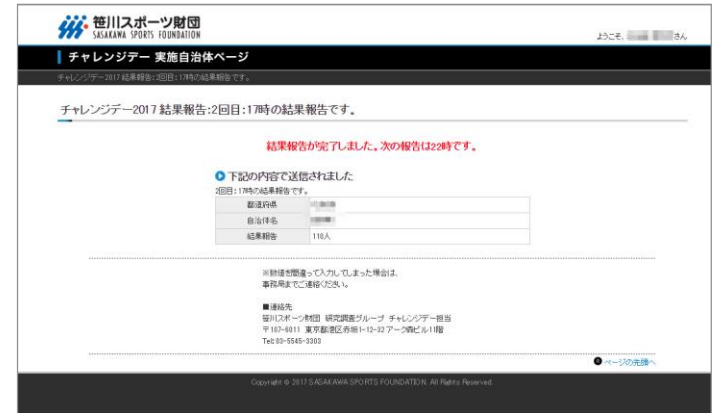 笹川スポーツ財団
SASAKAWA SPORTS FOUNDATION
ようこそ、 さん
チャレンジデー 実施自治体ページ
チャレンジデー2017 結果報告:2回目:17時の結果報告です。
チャレンジデー2017 結果報告:2回目:17時の結果報告です。
結果報告が完了しました。次の報告は22時です。
下記の内容で送信されました
2回目:17時の結果報告です。
都道府県
自治体名
結果報告 118人
※数値を間違って入力してしまった場合は、
事務局までご連絡ください。
■連絡先
笹川スポーツ財団 研究調査グループ チャレンジデー担当
〒107-6011 東京都港区赤坂1-12-32 アーク森ビル11階
Tel:03-5545-3303
ページの先頭へ
Copyright © 2017 SASAKAWA SPORTS FOUNDATION. All Rights Reserved.